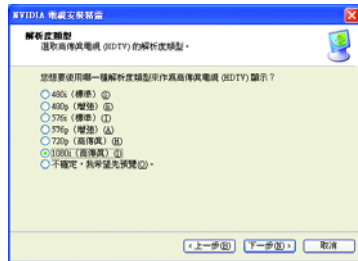 NVIDIA 電視安裝精靈
解析度類型
選取高傳真電視 (HDTV) 的解析度類型。
您想要使用哪一種解析度類型來作為高傳真電視 (HDTV) 顯示？
480i (標準) (S)
480p (增強) (E)
576i (標準) (T)
576p (增強) (A)
720p (高傳真) (H)
1080i (高傳真) (I)
不確定，我希望先預覽(O)。
<上一步(B)
下一步(N)>
取消